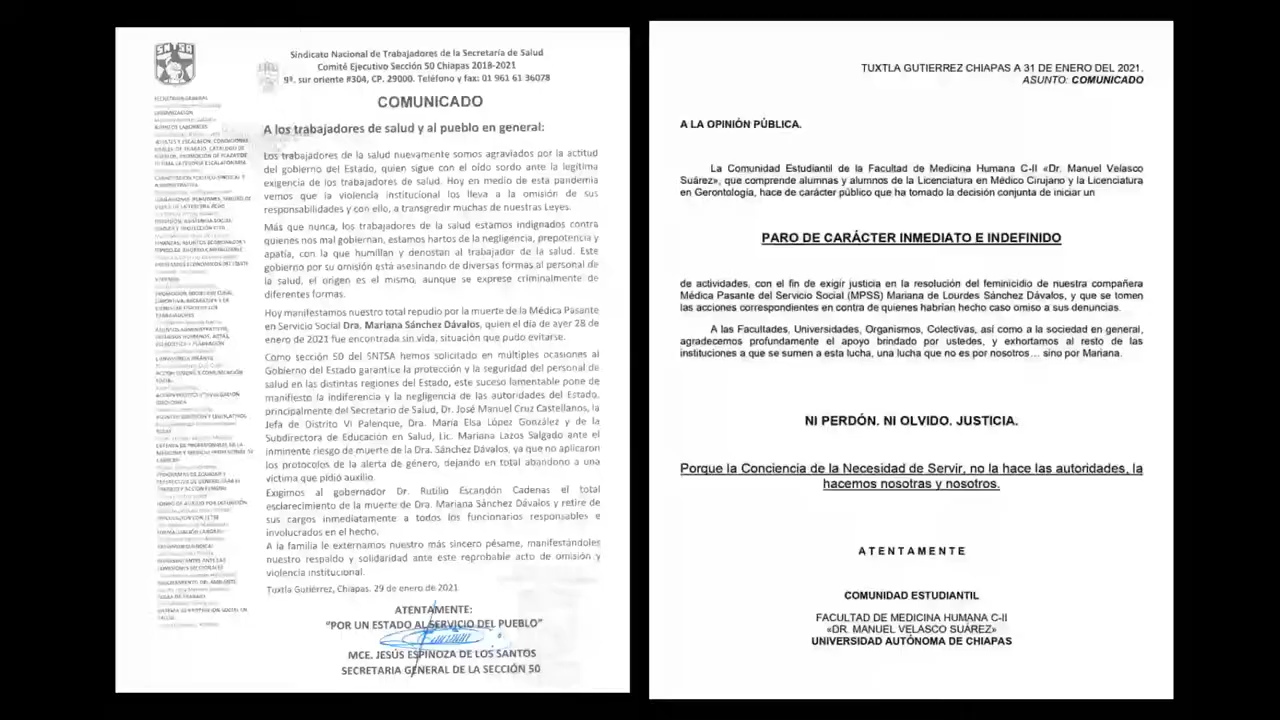 SNTSA
Sindicato Nacional de Trabajadores de la Secretaría de Salud
Comité Ejecutivo Sección 50 Chiapas 2018-2021
9ª. sur oriente #304, CP. 29000. Teléfono y fax: 01 961 61 36078
COMUNICADO
A los trabajadores de salud y al pueblo en general:
Los trabajadores de la salud nuevamente somos agraviados por la actitud
del gobierno del Estado, quien sigue con el oído sordo ante la legítima
exigencia de los trabajadores de salud. Hoy en medio de esta pandemia
vemos que la violencia institucional los lleva a la omisión de sus
responsabilidades y con ello, a transgredir muchas de nuestras Leyes.
Más que nunca, los trabajadores de la salud estamos indignados contra
quienes nos mal gobiernan, estamos hartos de la negligencia, prepotencia y
apatía, con la que humillan y denostan al trabajador de la salud. Este
gobierno por su omisión está asesinando de diversas formas al personal de
la salud, el origen es el mismo, aunque se exprese criminalmente de
diferentes formas.
Hoy manifestamos nuestro total repudio por la muerte de la Médica Pasante
en Servicio Social Dra. Mariana Sánchez Dávalos, quien el día de ayer 28 de
enero de 2021 fue encontrada sin vida, situación que pudo evitarse.
Como sección 50 del SNTSA hemos solicitado en múltiples ocasiones al
Gobierno del Estado garantice la protección y la seguridad del personal de
salud en las distintas regiones del Estado, este suceso lamentable pone de
manifiesto la indiferencia y la negligencia de las autoridades del Estado,
principalmente del Secretario de Salud, Dr. José Manuel Cruz Castellanos, la
Jefa de Distrito VI Palenque, Dra. María Elsa López González y de la
Subdirectora de Educación en Salud, Lic. Mariana Lazos Salgado ante el
inminente riesgo de muerte de la Dra. Sánchez Dávalos, ya que no aplicaron
los protocolos de la alerta de género, dejando en total abandono a una
víctima que pidió auxilio.
Exigimos al gobernador Dr. Rutilio Escandón Cadenas el total
esclarecimiento de la muerte de Dra. Mariana Sánchez Dávalos y retire de
sus cargos inmediatamente a todos los funcionarios responsables e
involucrados en el hecho.
A la familia le externamos nuestro más sincero pésame, manifestándoles
nuestro respaldo y solidaridad ante este reprobable acto de omisión y
violencia institucional.
Tuxtla Gutiérrez, Chiapas. 29 de enero de 2021
ATENTAMENTE:
"POR UN ESTADO AL SERVICIO DEL PUEBLO"
MCE. JESÚS ESPINOZA DE LOS SANTOS
SECRETARIA GENERAL DE LA SECCIÓN 50
TUXTLA GUTIERREZ CHIAPAS A 31 DE ENERO DEL 2021.
ASUNTO: COMUNICADO
A LA OPINIÓN PÚBLICA.
La Comunidad Estudiantil de la Facultad de Medicina Humana C-II «Dr. Manuel Velasco
Suárez», que comprende alumnas y alumnos de la Licenciatura en Médico Cirujano y la Licenciatura
en Gerontología, hace de carácter público que ha tomado la decisión conjunta de iniciar un
PARO DE CARÁCTER INMEDIATO E INDEFINIDO
de actividades, con el fin de exigir justicia en la resolución del feminicidio de nuestra compañera
Médica Pasante del Servicio Social (MPSS) Mariana de Lourdes Sánchez Dávalos, y que se tomen
las acciones correspondientes en contra de quienes habrían hecho caso omiso a sus denuncias.
A las Facultades, Universidades, Organismos, Colectivas, así como a la sociedad en general,
agradecemos profundamente el apoyo brindado por ustedes, y exhortamos al resto de las
instituciones a que se sumen a esta lucha, una lucha que no es por nosotros... sino por Mariana.
NI PERDÓN. NI OLVIDO. JUSTICIA.
Porque la Conciencia de la Necesidad de Servir, no la hace las autoridades, la
hacemos nosotras y nosotros.
A T E N T A M E N T E
COMUNIDAD ESTUDIANTIL
FACULTAD DE MEDICINA HUMANA C-II
«DR. MANUEL VELASCO SUÁREZ»
UNIVERSIDAD AUTÓNOMA DE CHIAPAS